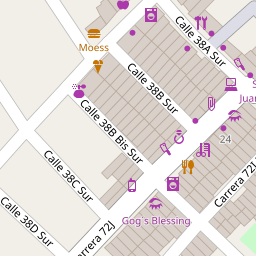 Calle 38A Sur
Moess
Calle 38B Sur
S
Jua
Calle 38B Bis Sur
24
Calle 38C Sur
Carrera 72I
Gog's Blessing
Calle 38D Sur
Carrera 72J